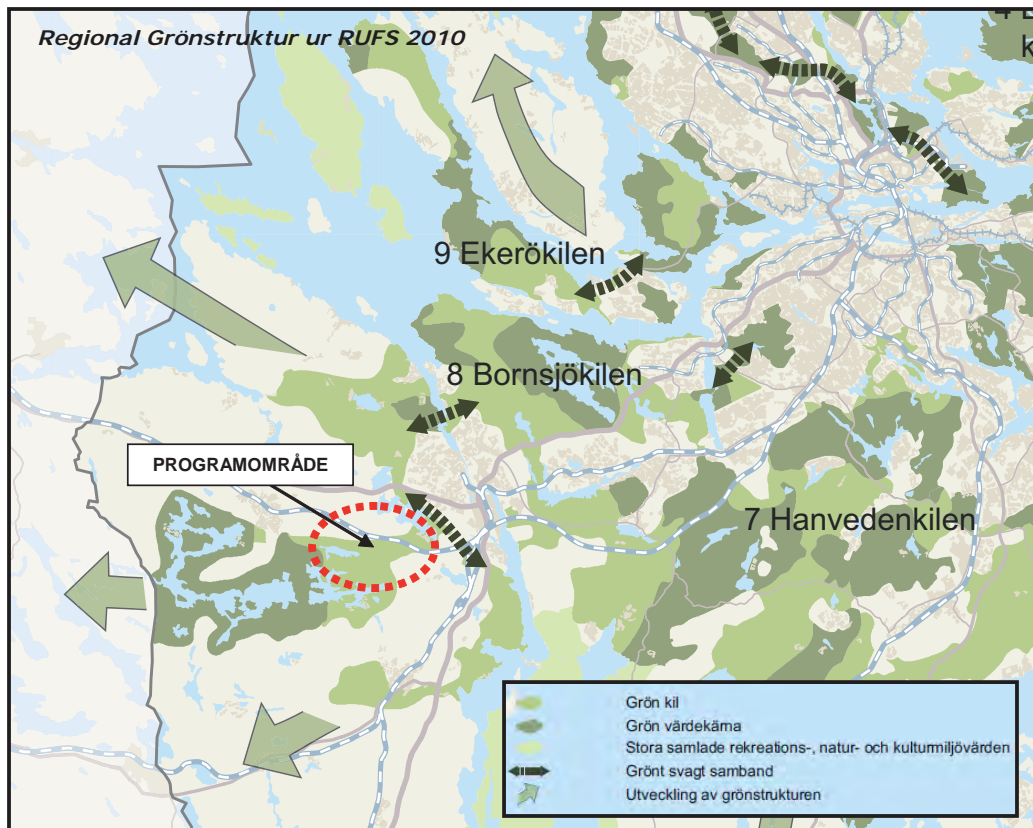 Regional Grönstruktur ur RUFS 2010
9 Ekerökilen
8 Bornsjökilen
PROGRAMOMRÅDE
7 Hanvedenkilen
Grön kil
Grön värdekärna
Stora samlade rekreations-, natur- och kulturmiljövärden
Grönt svagt samband
Utveckling av grönstrukturen